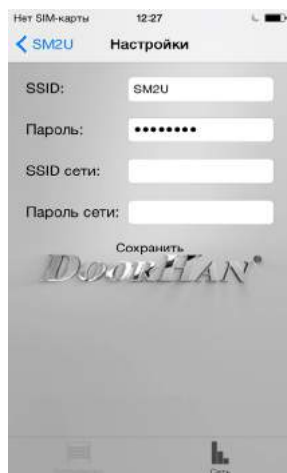 Нет SIM-карты 12:27
SM2U Настройки
SSID: SM2U
Пароль: ••••••••
SSID сети:
Пароль сети:
Сохранить
DOORHAN®
Сеть